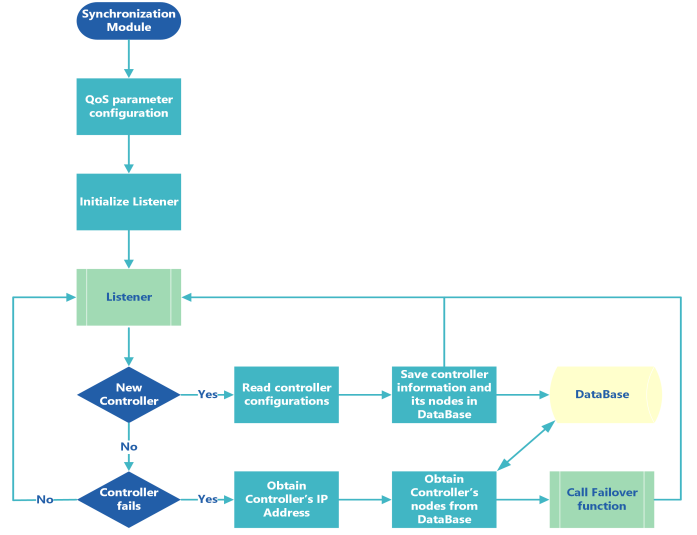 Synchronization
Module
QoS parameter
configuration
Initialize Listener
Listener
New
Controller
Yes
Read controller
configurations
Save controller
information and
its nodes in
DataBase
DataBase
No
Controller
fails
No
Yes
Obtain
Controller's IP
Address
Obtain
Controller's
nodes from
DataBase
Call Failover
function